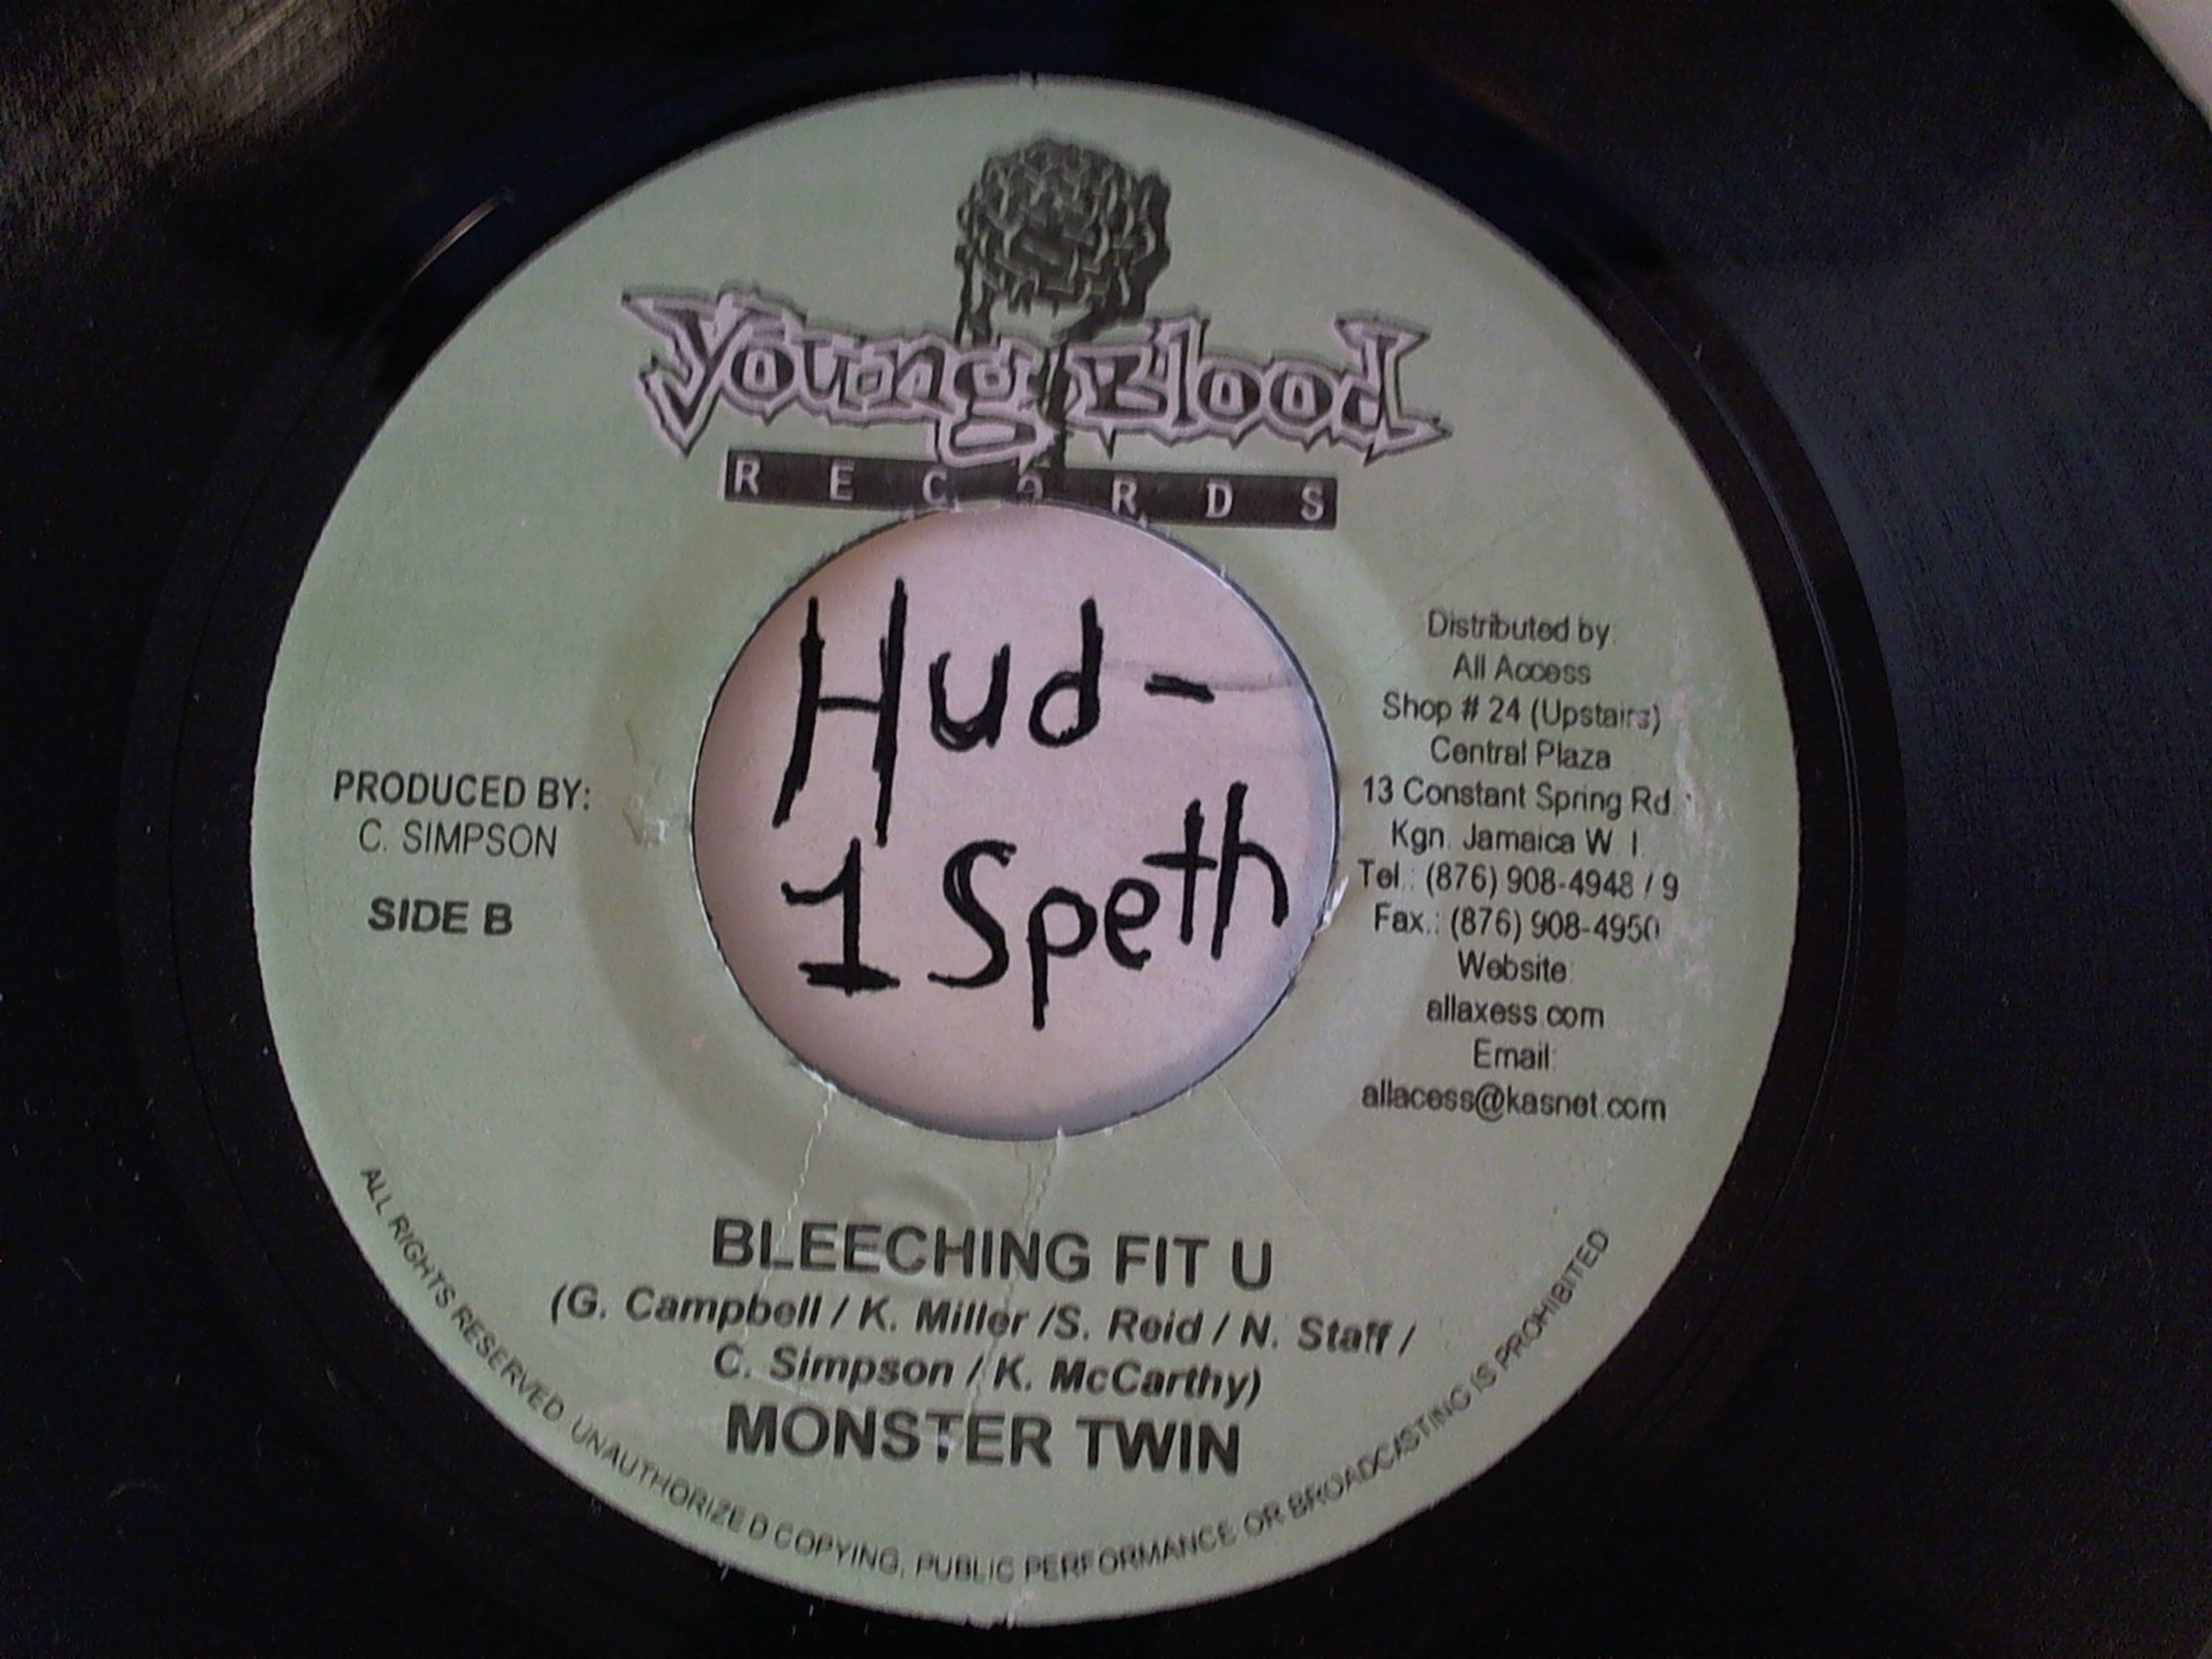 Young Blood
RECORDS
Hud-
1Speth
PRODUCED BY:
C. SIMPSON
SIDE B
Distributed by:
All Access
Shop # 24 (Upstairs)
Central Plaza
13 Constant Spring Rd.
Kgn. Jamaica W. I.
Tel.: (876) 908-4948 / 9
Fax.: (876) 908-4950
Website:
allaxess.com
Email:
allacess@kasnet.com
BLEECHING FIT U
(G. Campbell / K. Miller /S. Reid / N. Staff /
C. Simpson / K. McCarthy)
MONSTER TWIN
ALL RIGHTS RESERVED. UNAUTHORIZED COPYING, PUBLIC PERFORMANCE OR BROADCASTING IS PROHIBITED